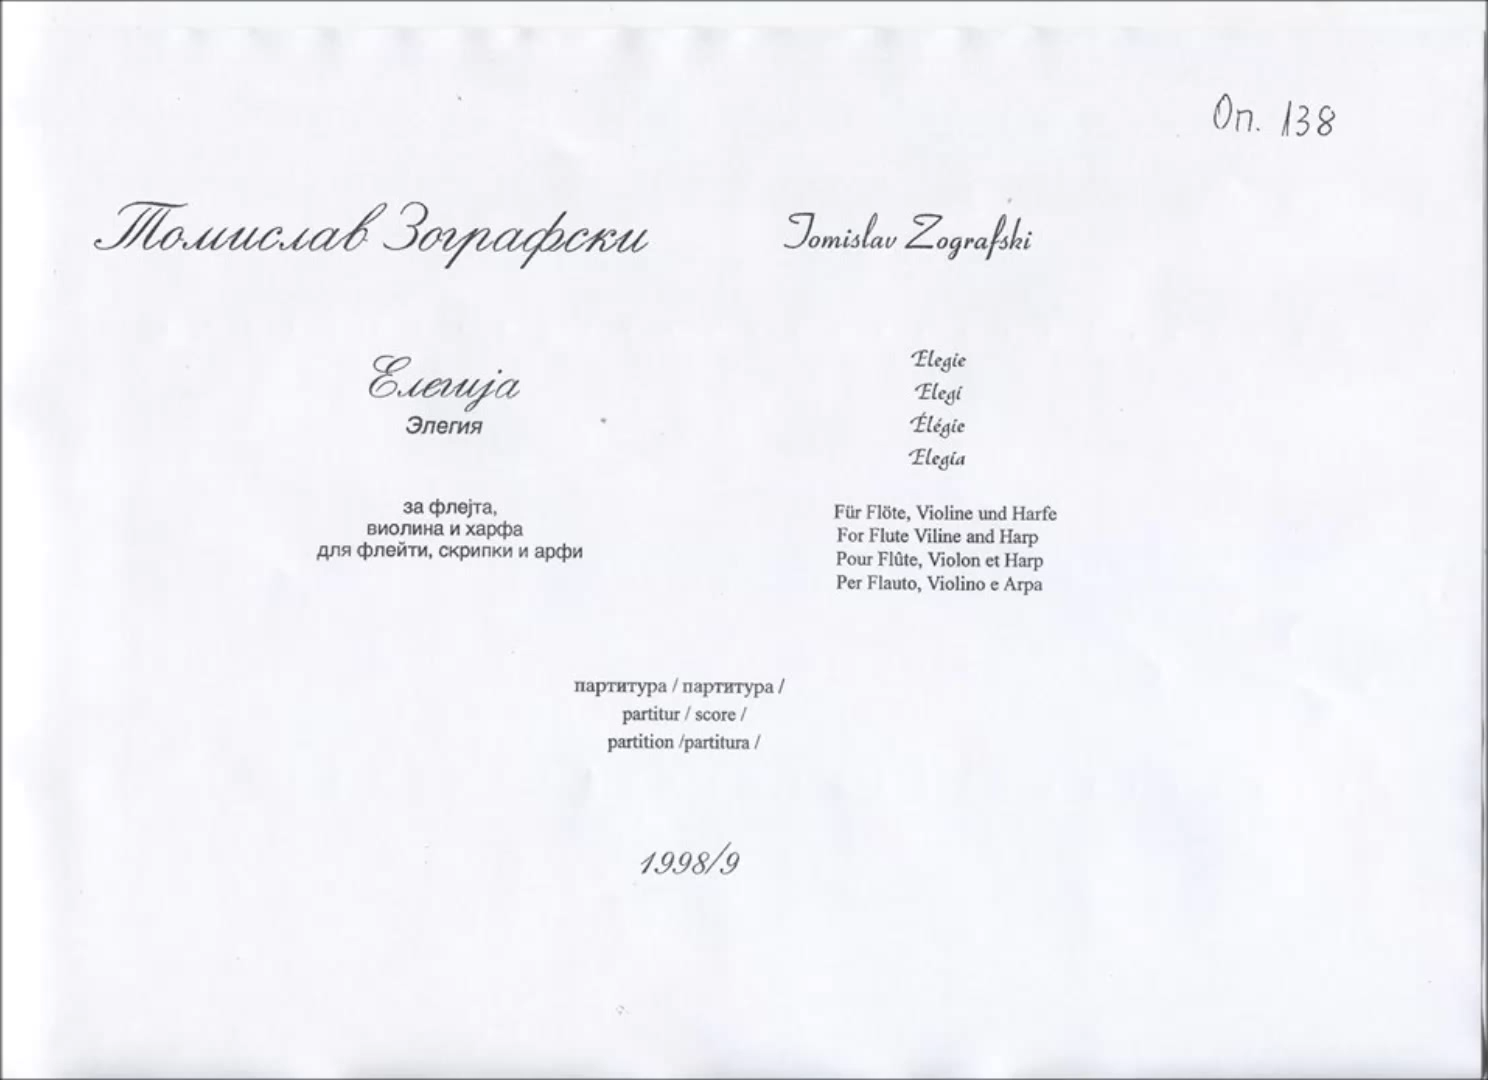 Оп. 138
Томислав Зографски
Tomislav Zografski
Елегија
Элегия
за флејта,
виолина и харфа
для флейти, скрипки и арфи
Elegie
Elegi
Élégie
Elegia
Für Flöte, Violine und Harfe
For Flute Viline and Harp
Pour Flûte, Violon et Harp
Per Flauto, Violino e Arpa
партитура / партитура /
partitur / score /
partition /partitura /
1998/9